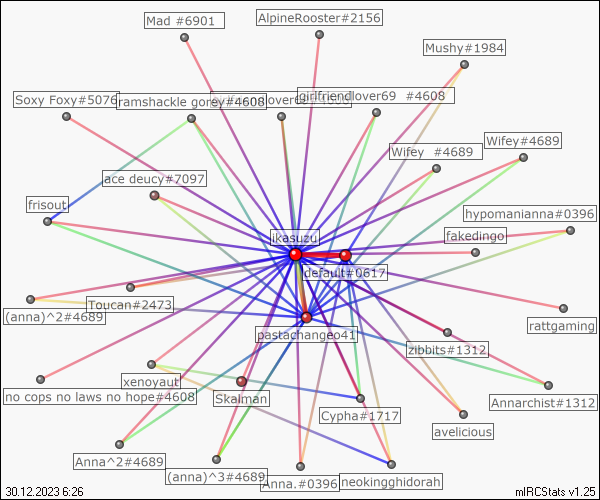 Mad #6901
AlpineRooster#2156
Mushy#1984
Soxy Foxy#5076
ramshackle gorey#4608
girlfriendlover69 #4608
Wifey #4689
Wifey#4689
ace deucy#7097
frisout
hypomanianna#0396
ikasuzu
fakedingo
default#0617
(anna)^2#4689
Toucan#2473
rattgaming
pastachangeo41
zibbits#1312
xenoyaut
no cops no laws no hope#4608
Skalman
Annarchist#1312
Cypha#1717
avelicious
Anna^2#4689
(anna)^3#4689
Anna.#0396
neokingghidorah
30.12.2023 6:26
mIRCStats v1.25